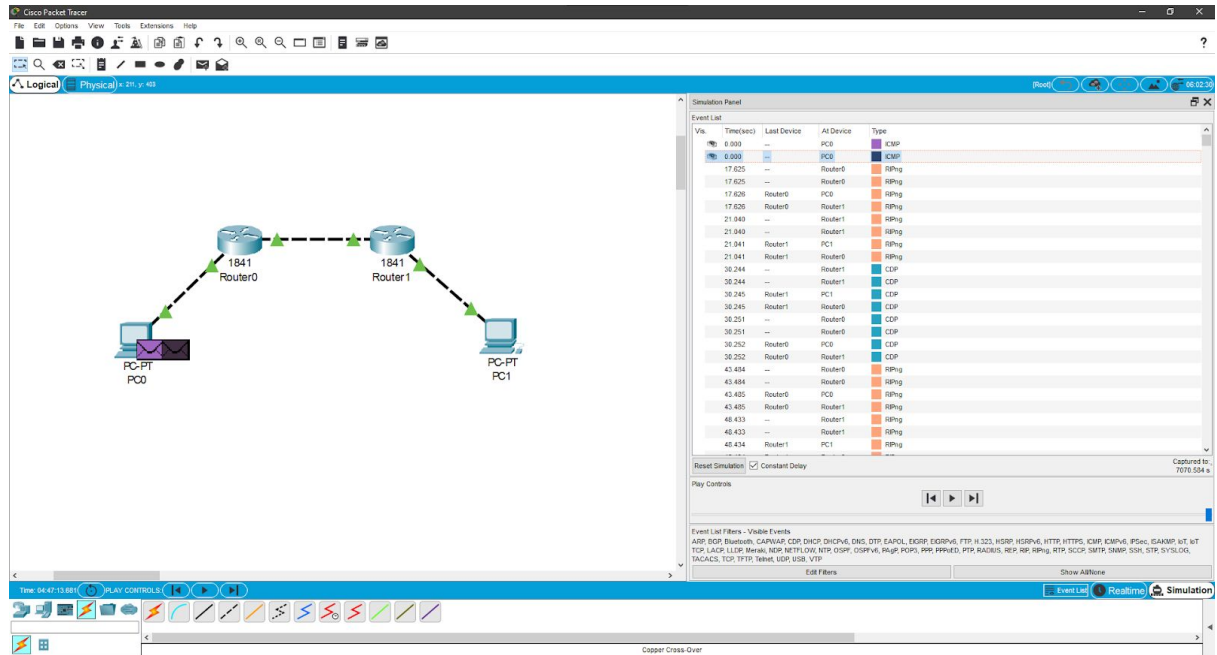 Cisco Packet Tracer
File Edit Options View Tools Extensions Help
?
Logical Physical x: 211, y: 402 [Root] 06:02:30
1841
Router0
1841
Router1
PC-PT
PC0
PC-PT
PC1
Simulation Panel
Event List
Vis. Time(sec) Last Device At Device Type
0.000 -- PC0 ICMP
0.000 -- PC0 ICMP
17.625 -- Router0 RIPng
17.625 -- Router0 RIPng
17.626 Router0 PC0 RIPng
17.626 Router0 Router1 RIPng
21.040 -- Router1 RIPng
21.040 -- Router1 RIPng
21.041 Router1 PC1 RIPng
21.041 Router1 Router0 RIPng
30.244 -- Router1 CDP
30.244 -- Router1 CDP
30.245 Router1 PC1 CDP
30.245 Router1 Router0 CDP
30.251 -- Router0 CDP
30.251 -- Router0 CDP
30.252 Router0 PC0 CDP
30.252 Router0 Router1 CDP
43.484 -- Router0 RIPng
43.484 -- Router0 RIPng
43.485 Router0 PC0 RIPng
43.485 Router0 Router1 RIPng
48.433 -- Router1 RIPng
48.433 -- Router1 RIPng
48.434 Router1 PC1 RIPng
Reset Simulation Constant Delay Captured to:
7070.584 s
Play Controls
Event List Filters - Visible Events
ARP, BGP, Bluetooth, CAPWAP, CDP, DHCP, DHCPv6, DNS, DTP, EAPOL, EIGRP, EIGRPv6, FTP, H.323, HSRP, HSRPv6, HTTP, HTTPS, ICMP, ICMPv6, IPSec, ISAKMP, IoT, IoT
TCP, LACP, LLDP, Meraki, NDP, NETFLOW, NTP, OSPF, OSPFv6, PAgP, POP3, PPP, PPPoED, PTP, RADIUS, REP, RIP, RIPng, RTP, SCCP, SMTP, SNMP, SSH, STP, SYSLOG,
TACACS, TCP, TFTP, Telnet, UDP, USB, VTP
Edit Filters Show All/None
Time: 04:47:13.681 PLAY CONTROLS: Event List Realtime Simulation
Copper Cross-Over